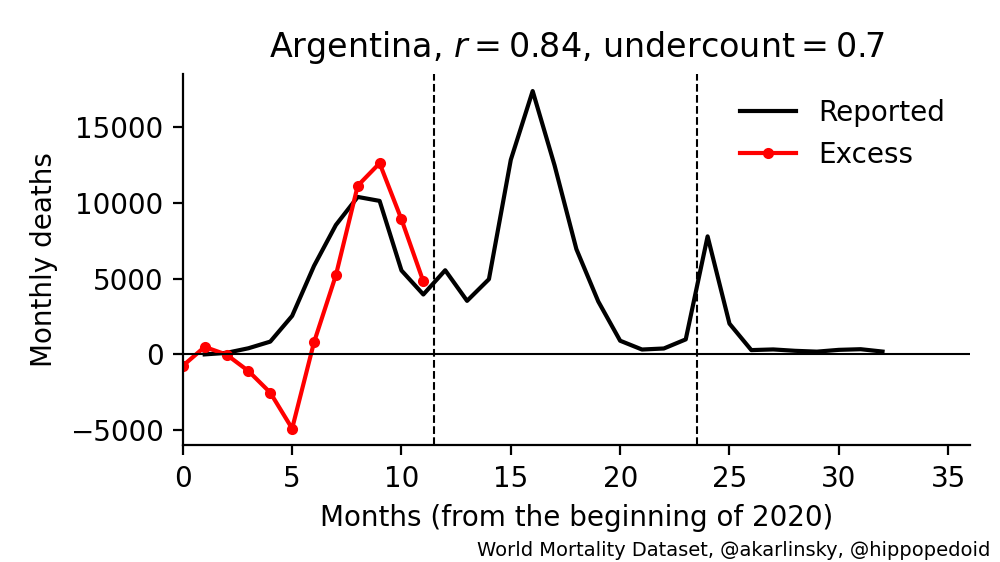 Argentina, r = 0.84, undercount = 0.7
Reported
Excess
Monthly deaths
15000
10000
5000
0
−5000
0 5 10 15 20 25 30 35
Months (from the beginning of 2020)
World Mortality Dataset, @akarlinsky, @hippopedoid